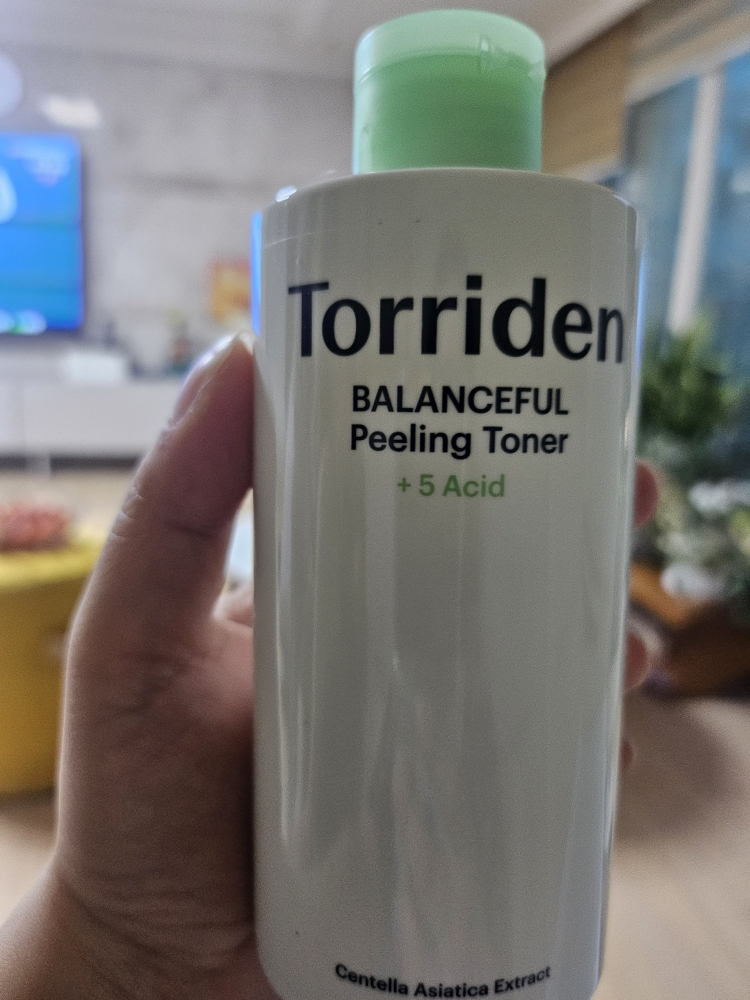 Torriden
BALANCEFUL
Peeling Toner
+ 5 Acid
Centella Asiatica Extract